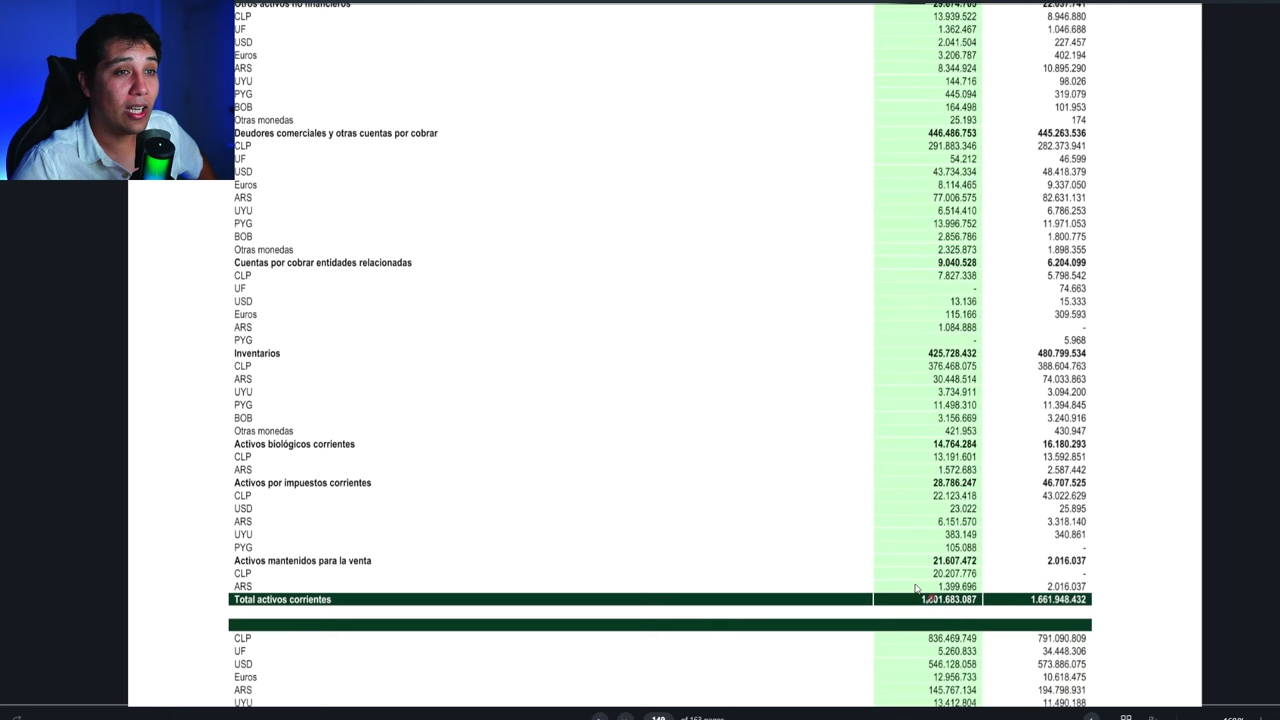 Otros activos no financieros 29.674.705 22.037.741
CLP 13.939.522 8.946.880
UF 1.362.467 1.046.688
USD 2.041.504 227.457
Euros 3.206.787 402.194
ARS 8.344.924 10.895.290
UYU 144.716 98.026
PYG 445.094 319.079
BOB 164.498 101.953
Otras monedas 25.193 174
Deudores comerciales y otras cuentas por cobrar 446.486.753 445.263.536
CLP 291.883.346 282.373.941
UF 54.212 46.599
USD 43.734.334 48.418.379
Euros 8.114.465 9.337.050
ARS 77.006.575 82.631.131
UYU 6.514.410 6.786.253
PYG 13.996.752 11.971.053
BOB 2.856.786 1.800.775
Otras monedas 2.325.873 1.898.355
Cuentas por cobrar entidades relacionadas 9.040.528 6.204.099
CLP 7.827.338 5.798.542
UF - 74.663
USD 13.136 15.333
Euros 115.166 309.593
ARS 1.084.888 -
PYG - 5.968
Inventarios 425.728.432 480.799.534
CLP 376.468.075 388.604.763
ARS 30.448.514 74.033.863
UYU 3.734.911 3.094.200
PYG 11.498.310 11.394.845
BOB 3.156.669 3.240.916
Otras monedas 421.953 430.947
Activos biológicos corrientes 14.764.284 16.180.293
CLP 13.191.601 13.592.851
ARS 1.572.683 2.587.442
Activos por impuestos corrientes 28.786.247 46.707.525
CLP 22.123.418 43.022.629
USD 23.022 25.895
ARS 6.151.570 3.318.140
UYU 383.149 340.861
PYG 105.088 -
Activos mantenidos para la venta 21.607.472 2.016.037
CLP 20.207.776 -
ARS 1.399.696 2.016.037
Total activos corrientes 1.661.948.432
CLP 836.469.749 791.090.809
UF 5.260.833 34.448.306
USD 546.128.058 573.886.075
Euros 12.956.733 10.618.475
ARS 145.767.134 194.798.931
UYU 13.412.804 11.490.188